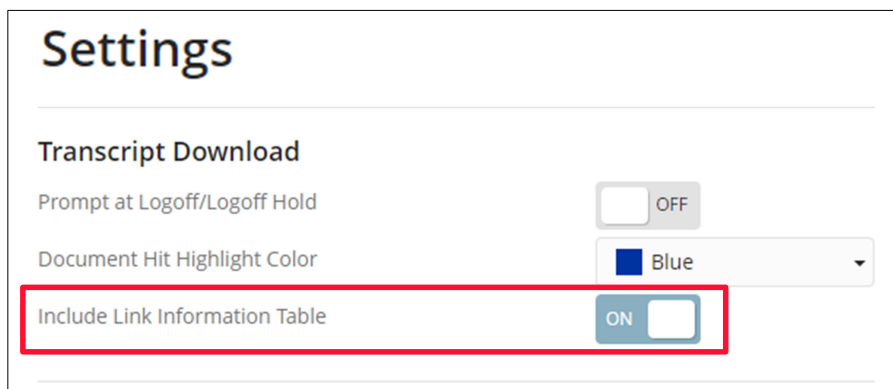 Settings
Transcript Download
Prompt at Logoff/Logoff Hold OFF
Document Hit Highlight Color Blue
Include Link Information Table ON